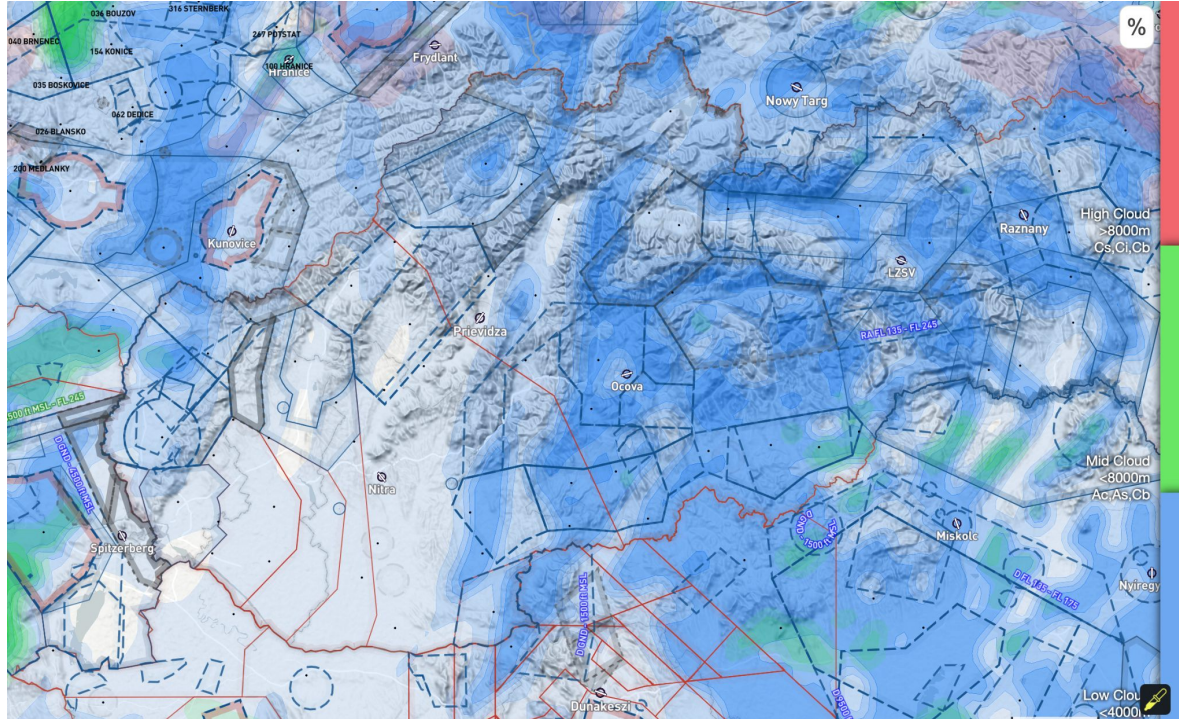 036 BOUZOV
316 STERNBERK
%
040 BRNENEC
267 POTSTAT
154 KONICE
Frydlant
100 HRANICE
Hranice
035 BOSKOVICE
Nowy Targ
062 DEDICE
026 BLANSKO
200 MEDLANKY
High Cloud
>8000m
Cs,Ci,Cb
Raznany
Kunovice
LZSV
Prievidza
RA FL 135 - FL 245
Ocova
500 ft MSL - FL 245
D GND - 4500 ft MSL
Mid Cloud
<8000m
Ac,As,Cb
Nitra
D GND - 1500 ft MSL
Miskolc
Spitzerberg
D FL 135 - FL 175
Nyiregy
D GND - 1500 ft MSL
Dunakeszi
Low Cloud
<4000m